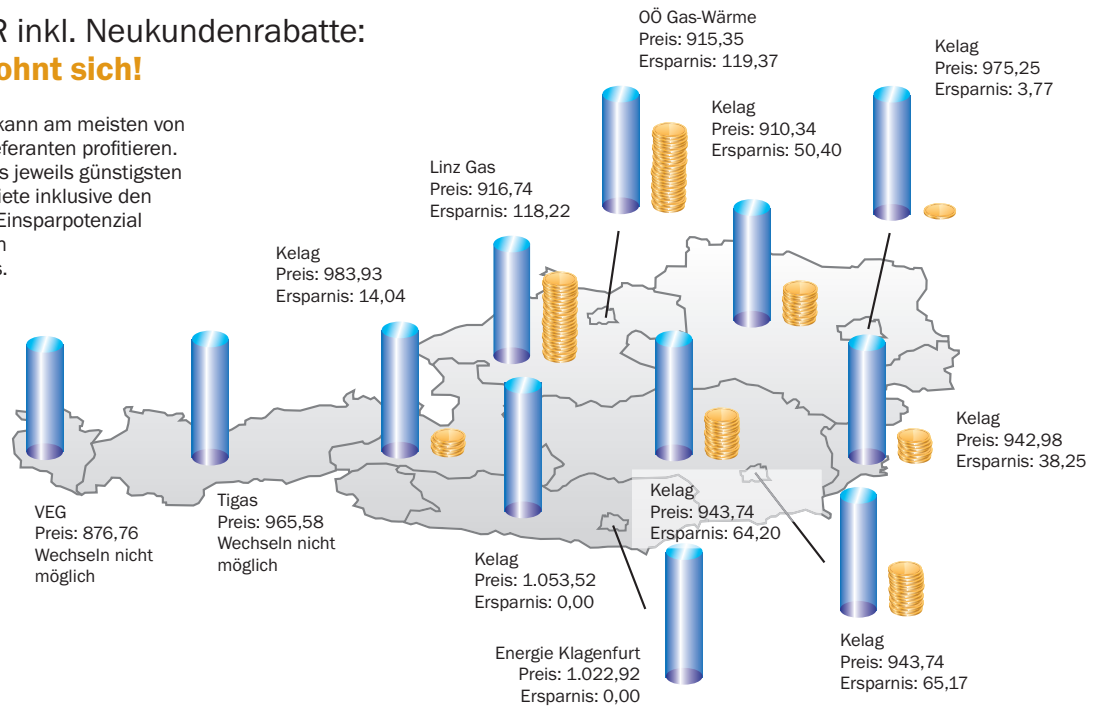 R inkl. Neukundenrabatte:
ohnt sich!
kann am meisten von
eferanten profitieren.
s jeweils günstigsten
iete inklusive den
Einsparpotenzial
n
s.
OÖ Gas-Wärme
Preis: 915,35
Ersparnis: 119,37
Kelag
Preis: 975,25
Ersparnis: 3,77
Kelag
Preis: 910,34
Ersparnis: 50,40
Linz Gas
Preis: 916,74
Ersparnis: 118,22
Kelag
Preis: 983,93
Ersparnis: 14,04
Kelag
Preis: 942,98
Ersparnis: 38,25
VEG
Preis: 876,76
Wechseln nicht
möglich
Tigas
Preis: 965,58
Wechseln nicht
möglich
Kelag
Preis: 943,74
Ersparnis: 64,20
Kelag
Preis: 1.053,52
Ersparnis: 0,00
Energie Klagenfurt
Preis: 1.022,92
Ersparnis: 0,00
Kelag
Preis: 943,74
Ersparnis: 65,17